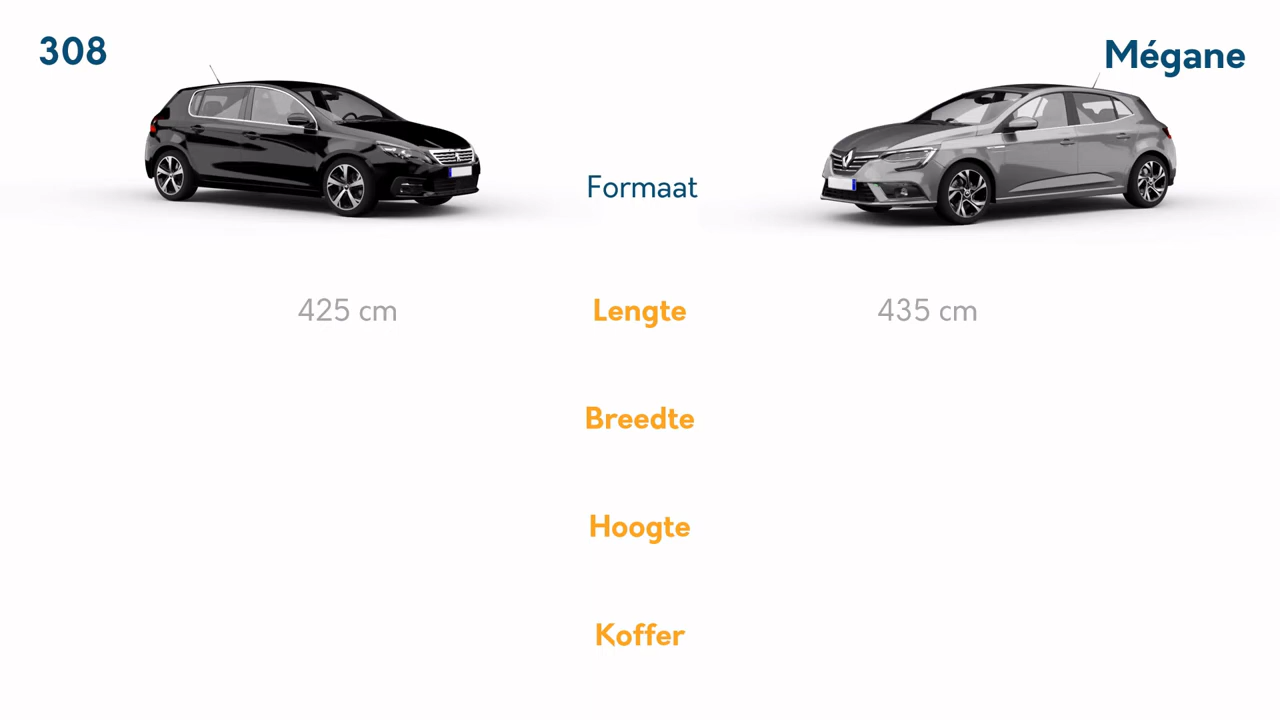 308
Mégane
Formaat
425 cm
Lengte
435 cm
Breedte
Hoogte
Koffer